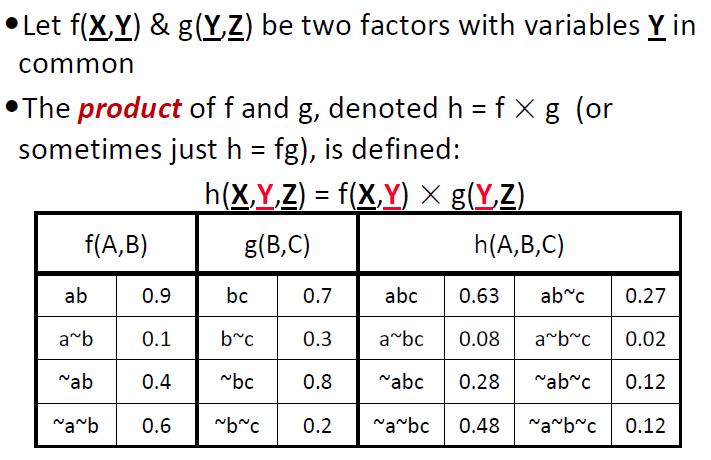 •Let f(X,Y) & g(Y,Z) be two factors with variables Y in
common
•The product of f and g, denoted h = f × g (or
sometimes just h = fg), is defined:
h(X,Y,Z) = f(X,Y) × g(Y,Z)
f(A,B) g(B,C) h(A,B,C)
ab 0.9 bc 0.7 abc 0.63 ab~c 0.27
a~b 0.1 b~c 0.3 a~bc 0.08 a~b~c 0.02
~ab 0.4 ~bc 0.8 ~abc 0.28 ~ab~c 0.12
~a~b 0.6 ~b~c 0.2 ~a~bc 0.48 ~a~b~c 0.12